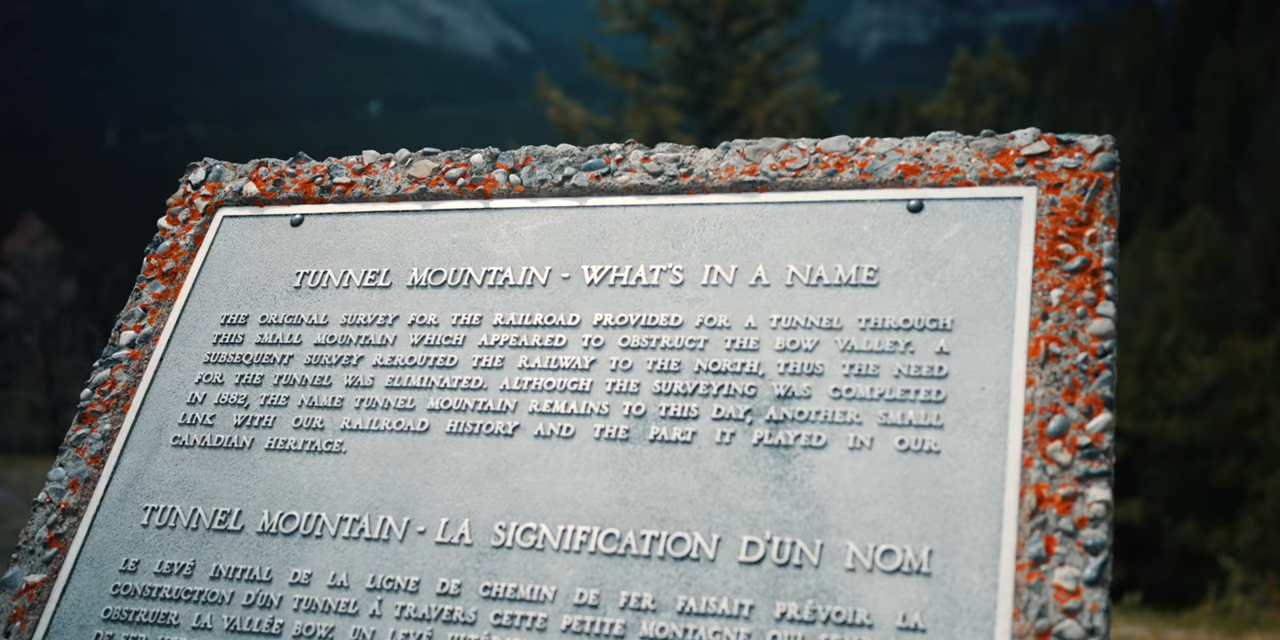 TUNNEL MOUNTAIN - WHAT'S IN A NAME
THE ORIGINAL SURVEY FOR THE RAILROAD PROVIDED FOR A TUNNEL THROUGH
THIS SMALL MOUNTAIN WHICH APPEARED TO OBSTRUCT THE BOW VALLEY. A
SUBSEQUENT SURVEY REROUTED THE RAILWAY TO THE NORTH, THUS THE NEED
FOR THE TUNNEL WAS ELIMINATED. ALTHOUGH THE SURVEYING WAS COMPLETED
IN 1882, THE NAME TUNNEL MOUNTAIN REMAINS TO THIS DAY, ANOTHER SMALL
LINK WITH OUR RAILROAD HISTORY AND THE PART IT PLAYED IN OUR
CANADIAN HERITAGE.
TUNNEL MOUNTAIN - LA SIGNIFICATION D'UN NOM
LE LEVÉ INITIAL DE LA LIGNE DE CHEMIN DE FER FAISAIT PRÉVOIR LA
CONSTRUCTION D'UN TUNNEL À TRAVERS CETTE PETITE MONTAGNE QUI
OBSTRUER LA VALLÉE BOW. UN LEVÉ
DE FER